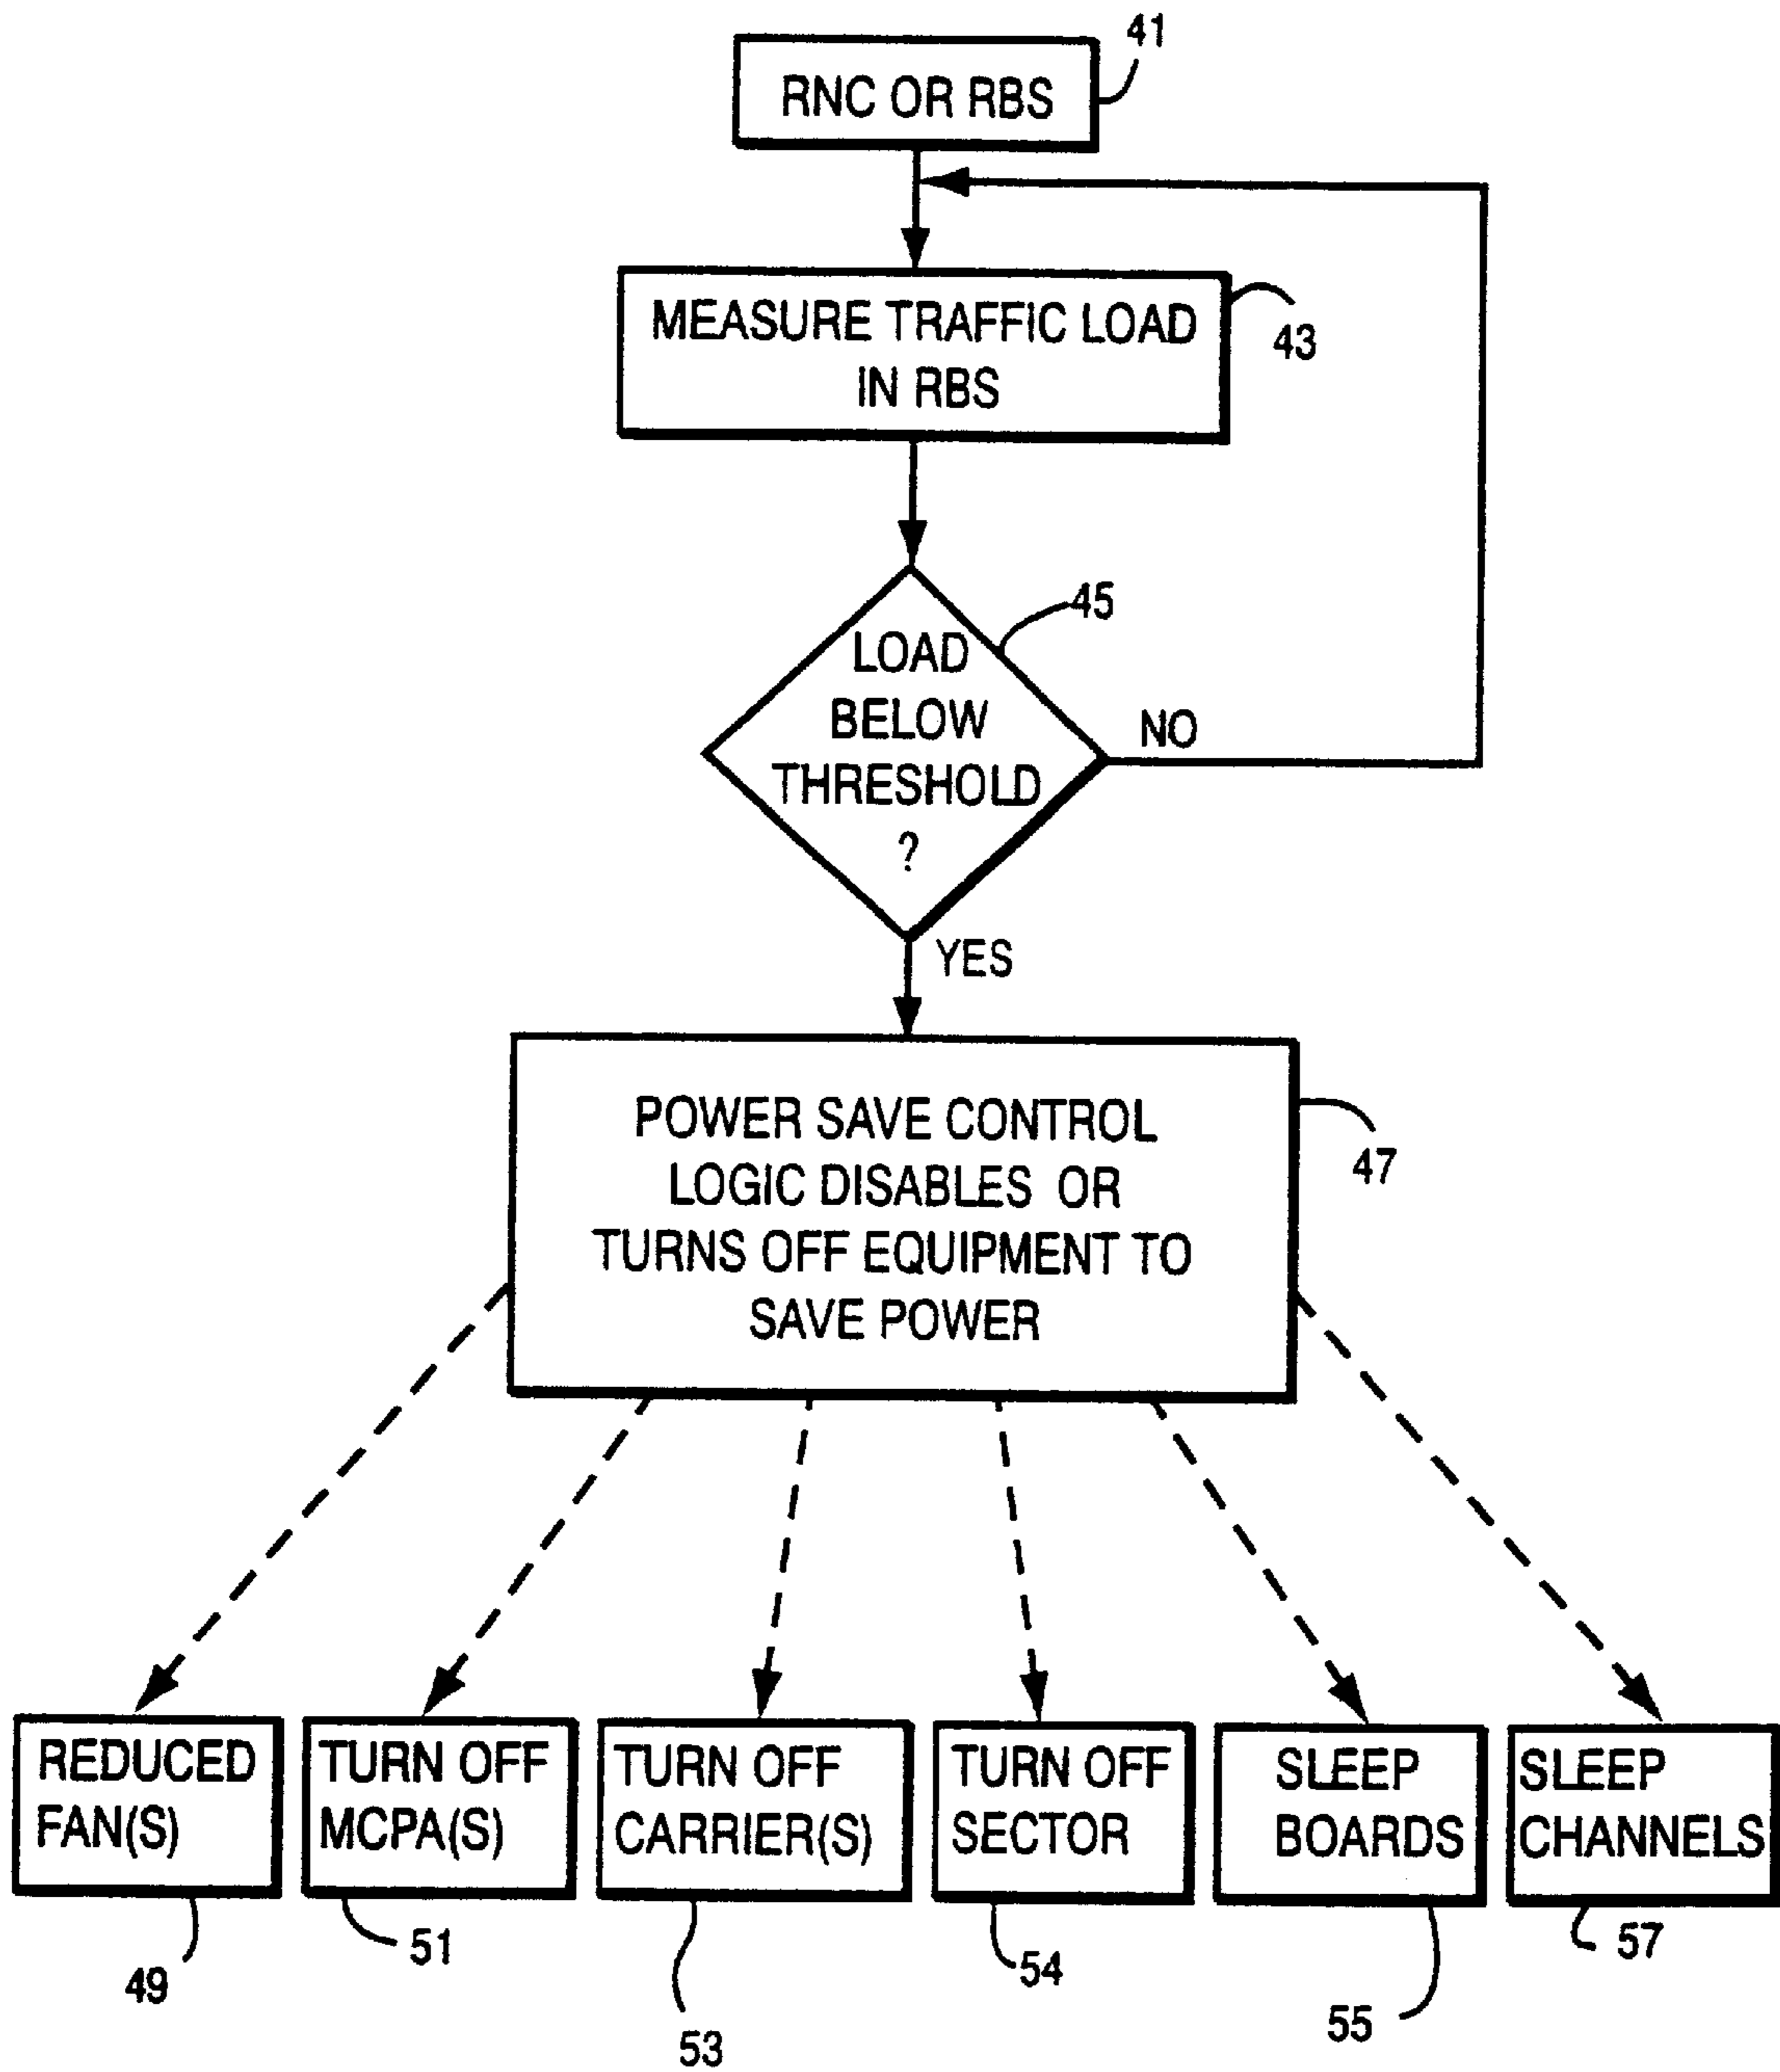 41
RNC OR RBS
MEASURE TRAFFIC LOAD
IN RBS
43
45
LOAD
BELOW
THRESHOLD
?
NO
YES
POWER SAVE CONTROL
LOGIC DISABLES OR
TURNS OFF EQUIPMENT TO
SAVE POWER
47
REDUCED
FAN(S)
49
TURN OFF
MCPA(S)
51
TURN OFF
CARRIER(S)
53
TURN OFF
SECTOR
54
SLEEP
BOARDS
55
SLEEP
CHANNELS
57